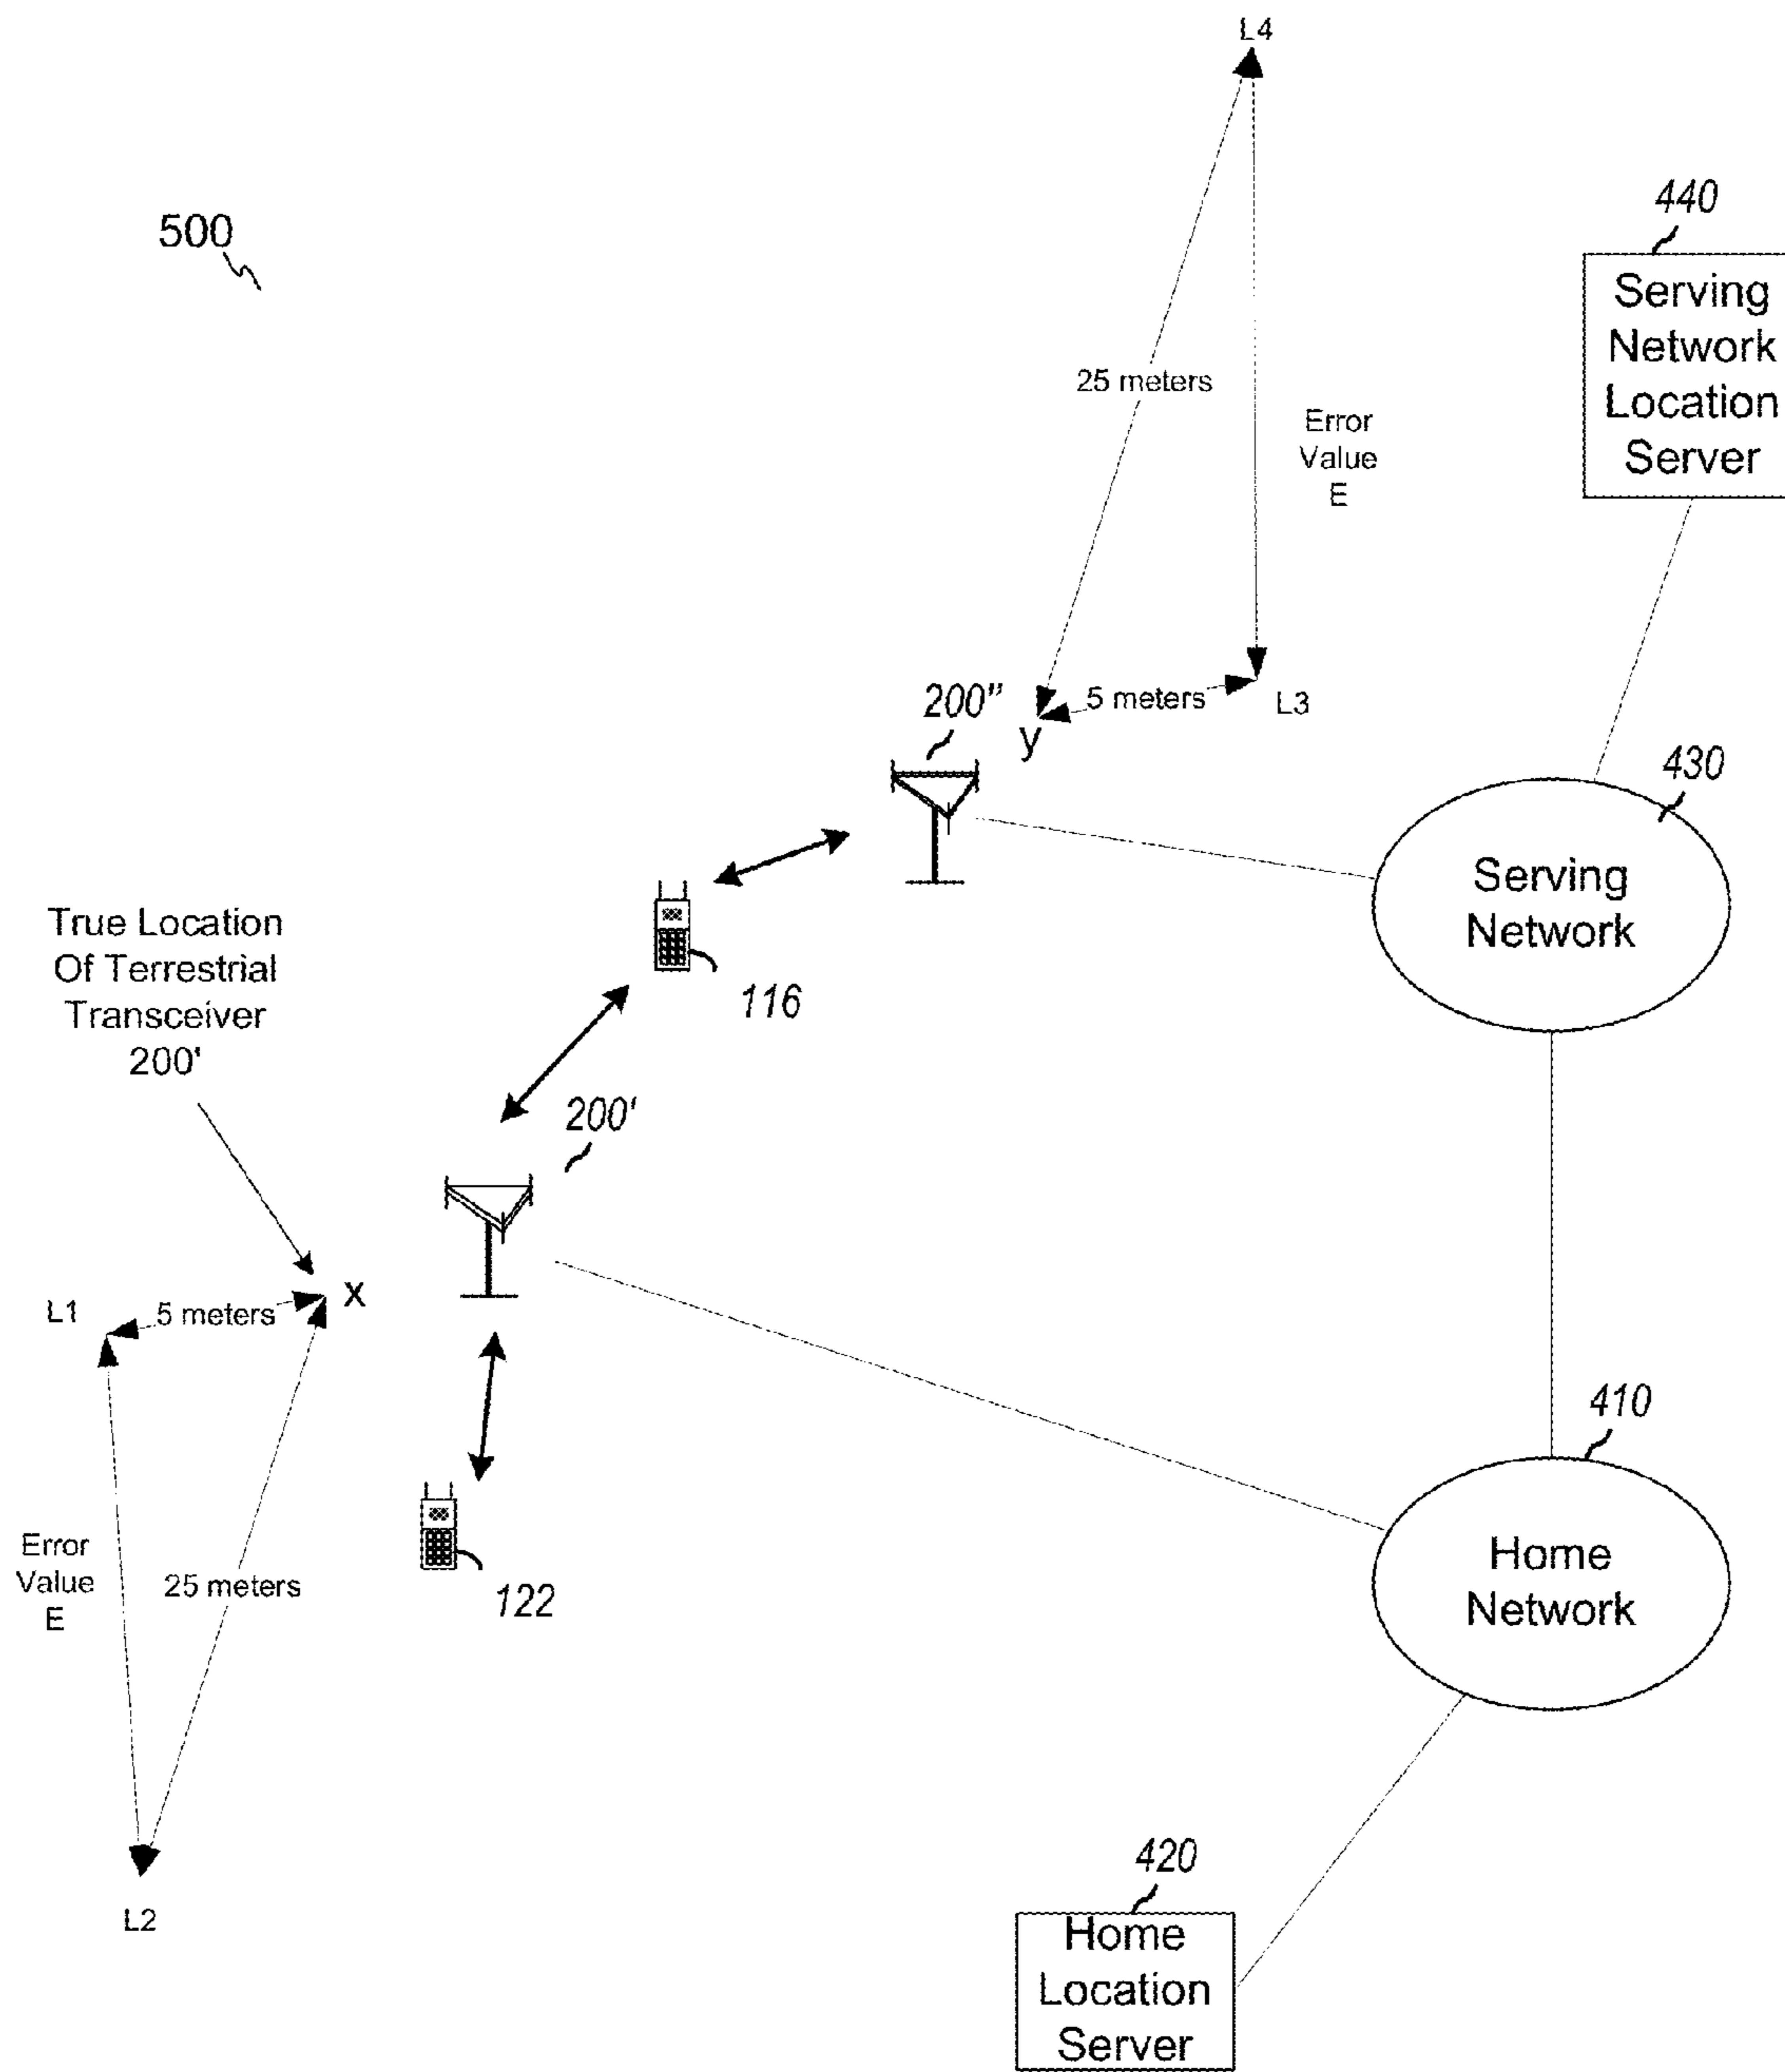 L4
440
500
Serving
Network
Location
Server
25 meters
Error
Value
E
200"
5 meters
L3
y
430
Serving
Network
True Location
Of Terrestrial
Transceiver
200'
116
200'
410
L1
5 meters
x
Home
Network
Error
Value
E
25 meters
122
420
L2
Home
Location
Server